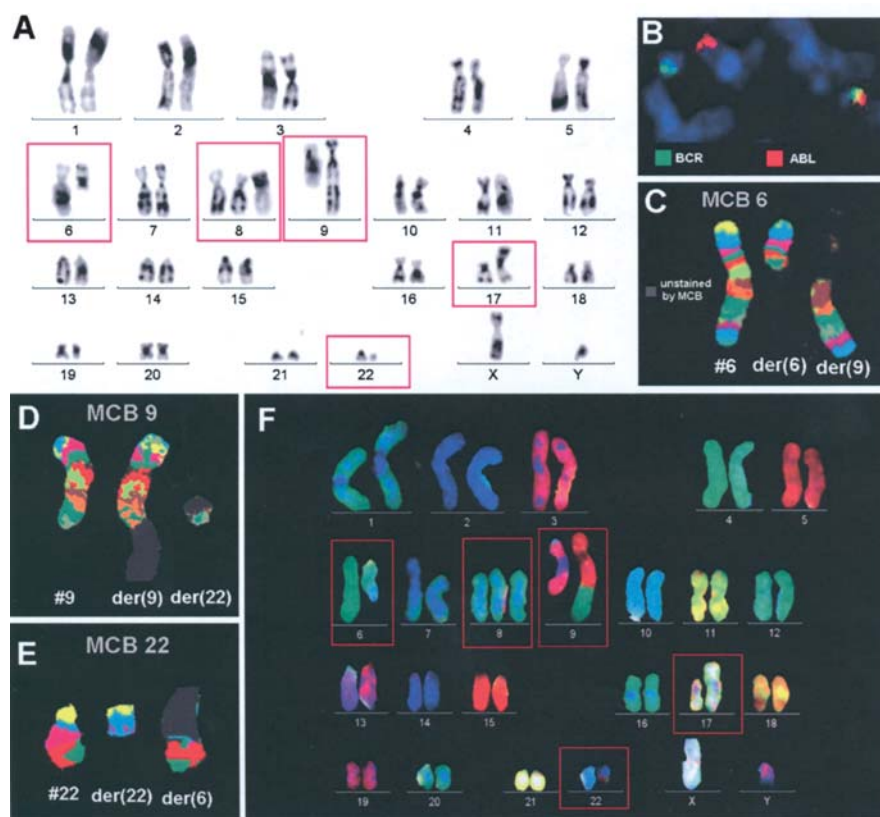 A
1 2 3 4 5
6 7 8 9 10 11 12
13 14 15 16 17 18
19 20 21 22 X Y
B
BCR ABL
C MCB 6
unstained
by MCB
#6 der(6) der(9)
D MCB 9
#9 der(9) der(22)
E MCB 22
#22 der(22) der(6)
F
1 2 3 4 5
6 7 8 9 10 11 12
13 14 15 16 17 18
19 20 21 22 X Y